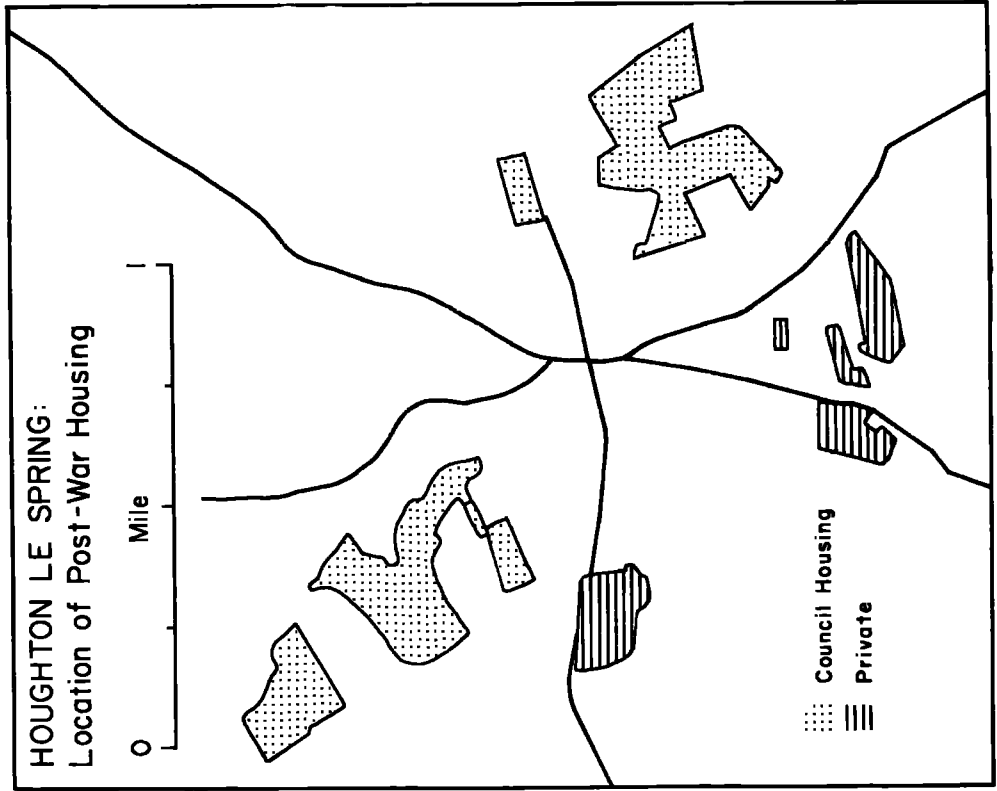 HOUGHTON LE SPRING:
Location of Post-War Housing
0 Mile 1
Council Housing
Private